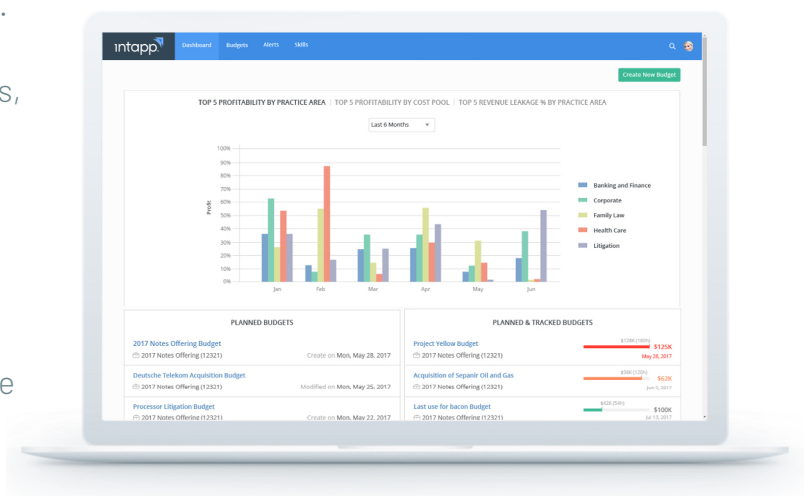 s,
e
ıntapp
Dashboard Budgets Alerts Skills
Create New Budget
TOP 5 PROFITABILITY BY PRACTICE AREA | TOP 5 PROFITABILITY BY COST POOL | TOP 5 REVENUE LEAKAGE % BY PRACTICE AREA
Last 6 Months
100%
90%
80%
70%
60%
50%
40%
30%
20%
10%
0%
Profit
Jan Feb Mar Apr May Jun
Banking and Finance
Corporate
Family Law
Health Care
Litigation
PLANNED BUDGETS
2017 Notes Offering Budget
2017 Notes Offering (12321) Create on Mon, May 28, 2017
Deutsche Telekom Acquisition Budget
2017 Notes Offering (12321) Modified on Mon, May 25, 2017
Processor Litigation Budget
2017 Notes Offering (12321) Create on Mon, May 22, 2017
PLANNED & TRACKED BUDGETS
Project Yellow Budget $125K
2017 Notes Offering (12321) May 28, 2017
Acquisition of Sepanir Oil and Gas $62K
2017 Notes Offering (12321) Jun 5, 2017
Last use for bacon Budget $100K
2017 Notes Offering (12321) Jul 13, 2017